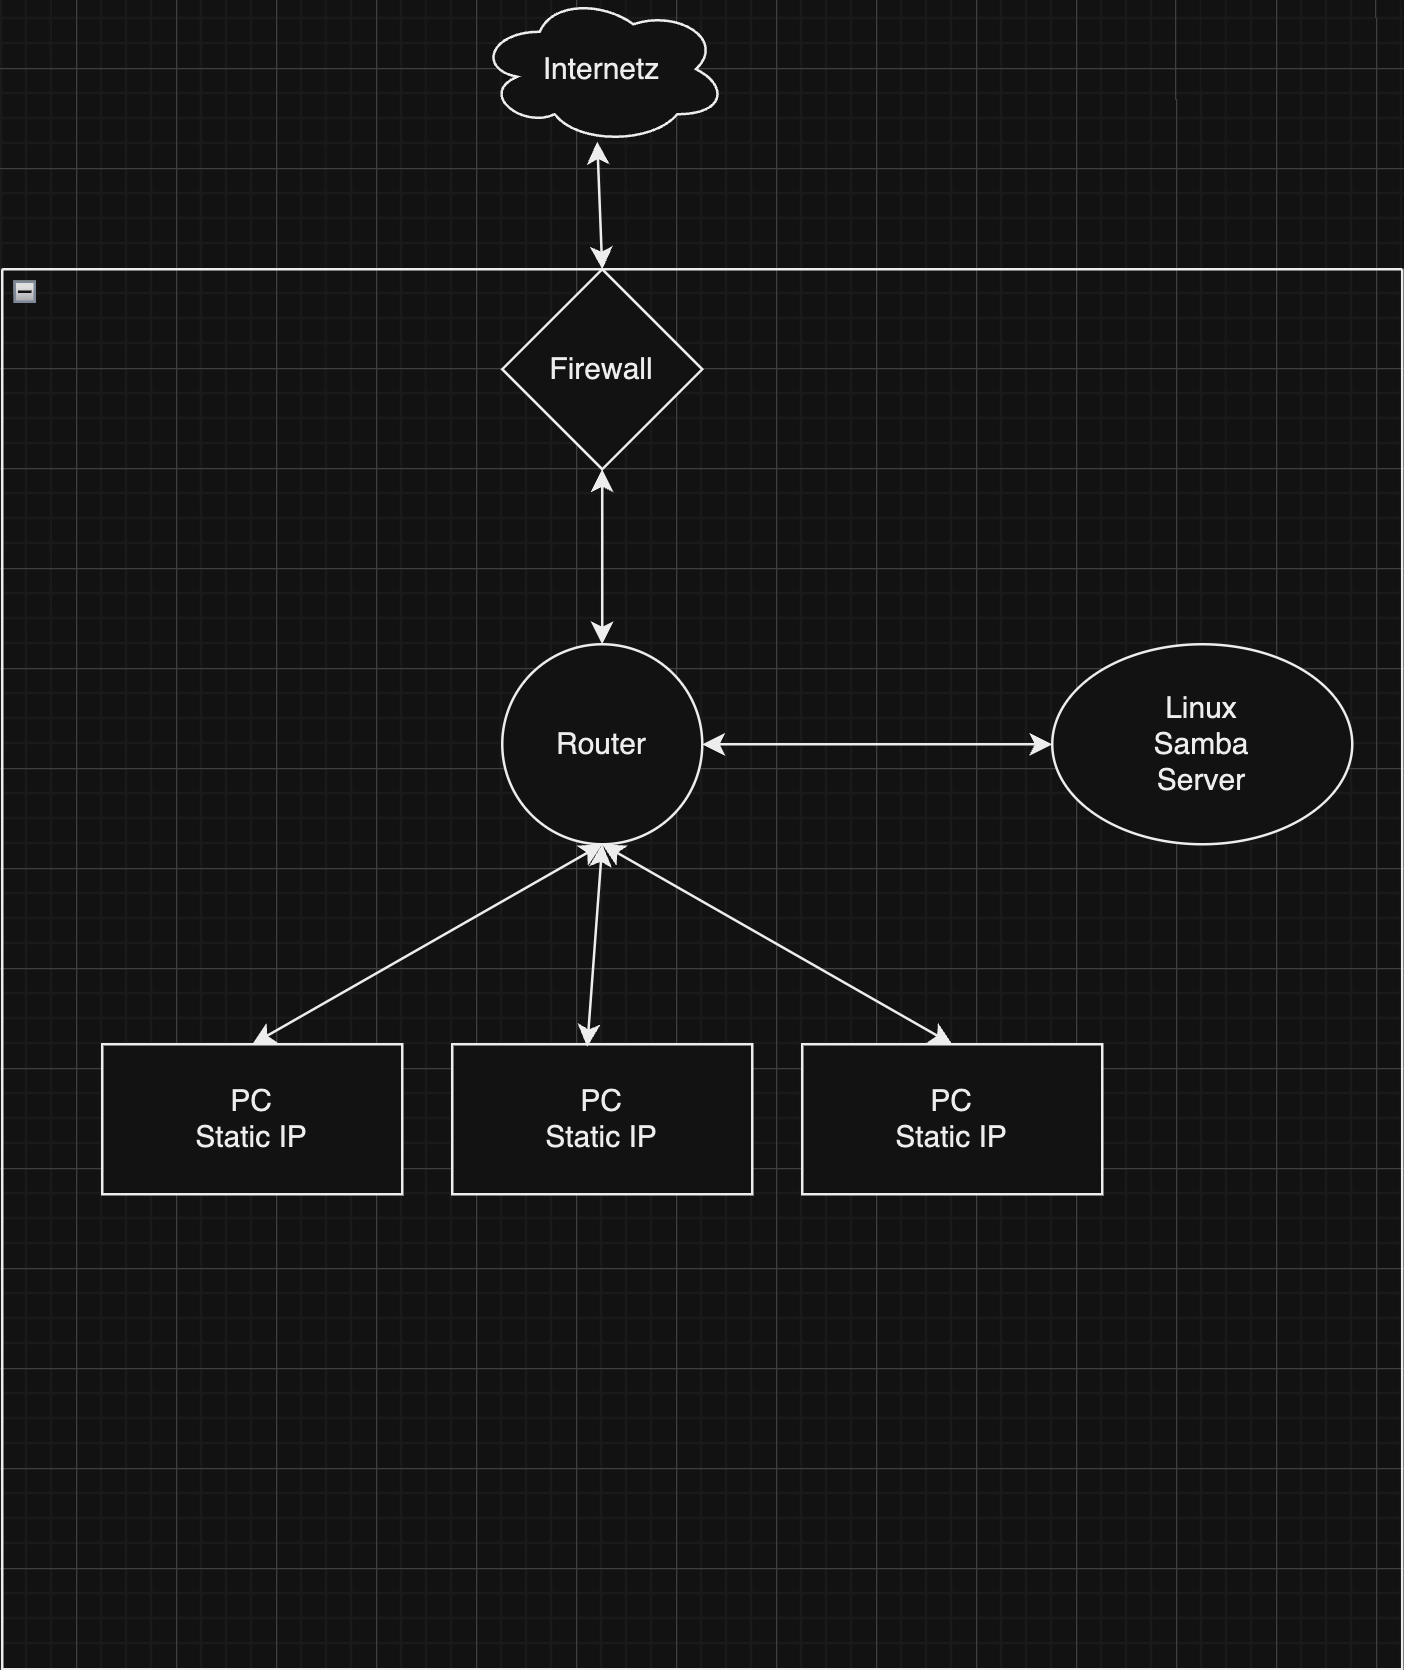 Internetz
Firewall
Router
Linux
Samba
Server
PC
Static IP
PC
Static IP
PC
Static IP